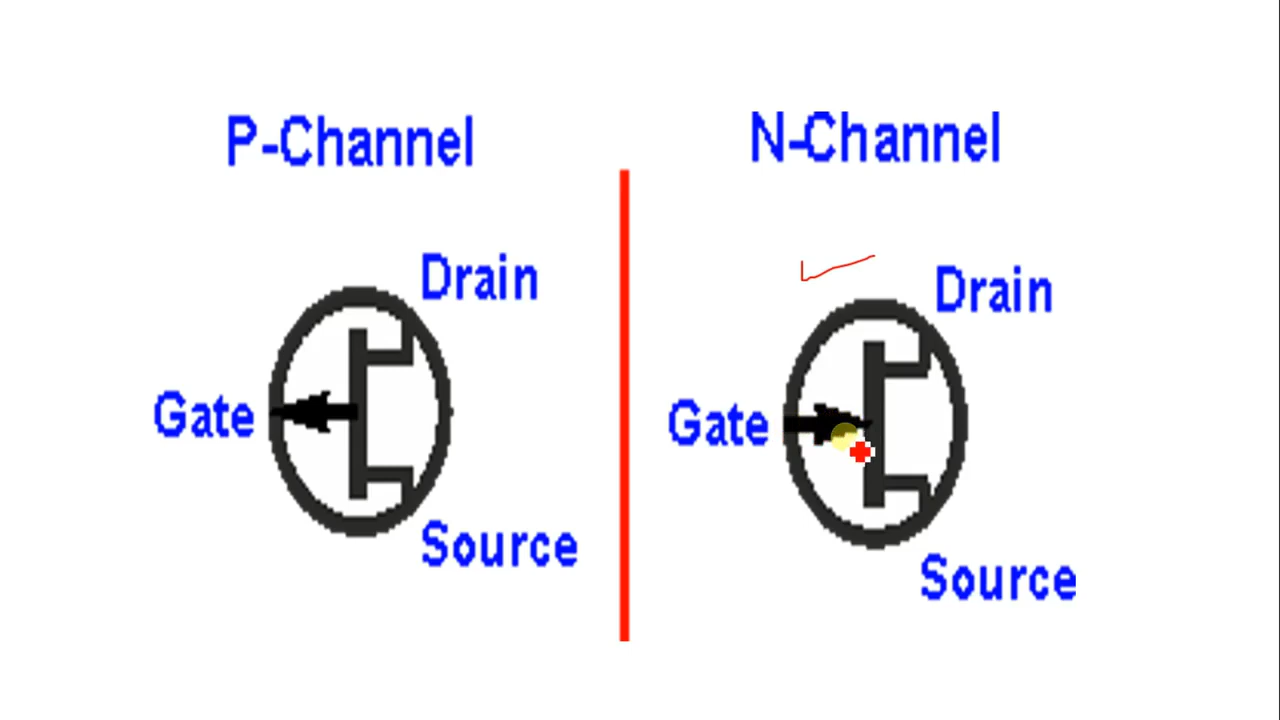 P-Channel
Drain
Gate
Source
N-Channel
Drain
Gate
Source